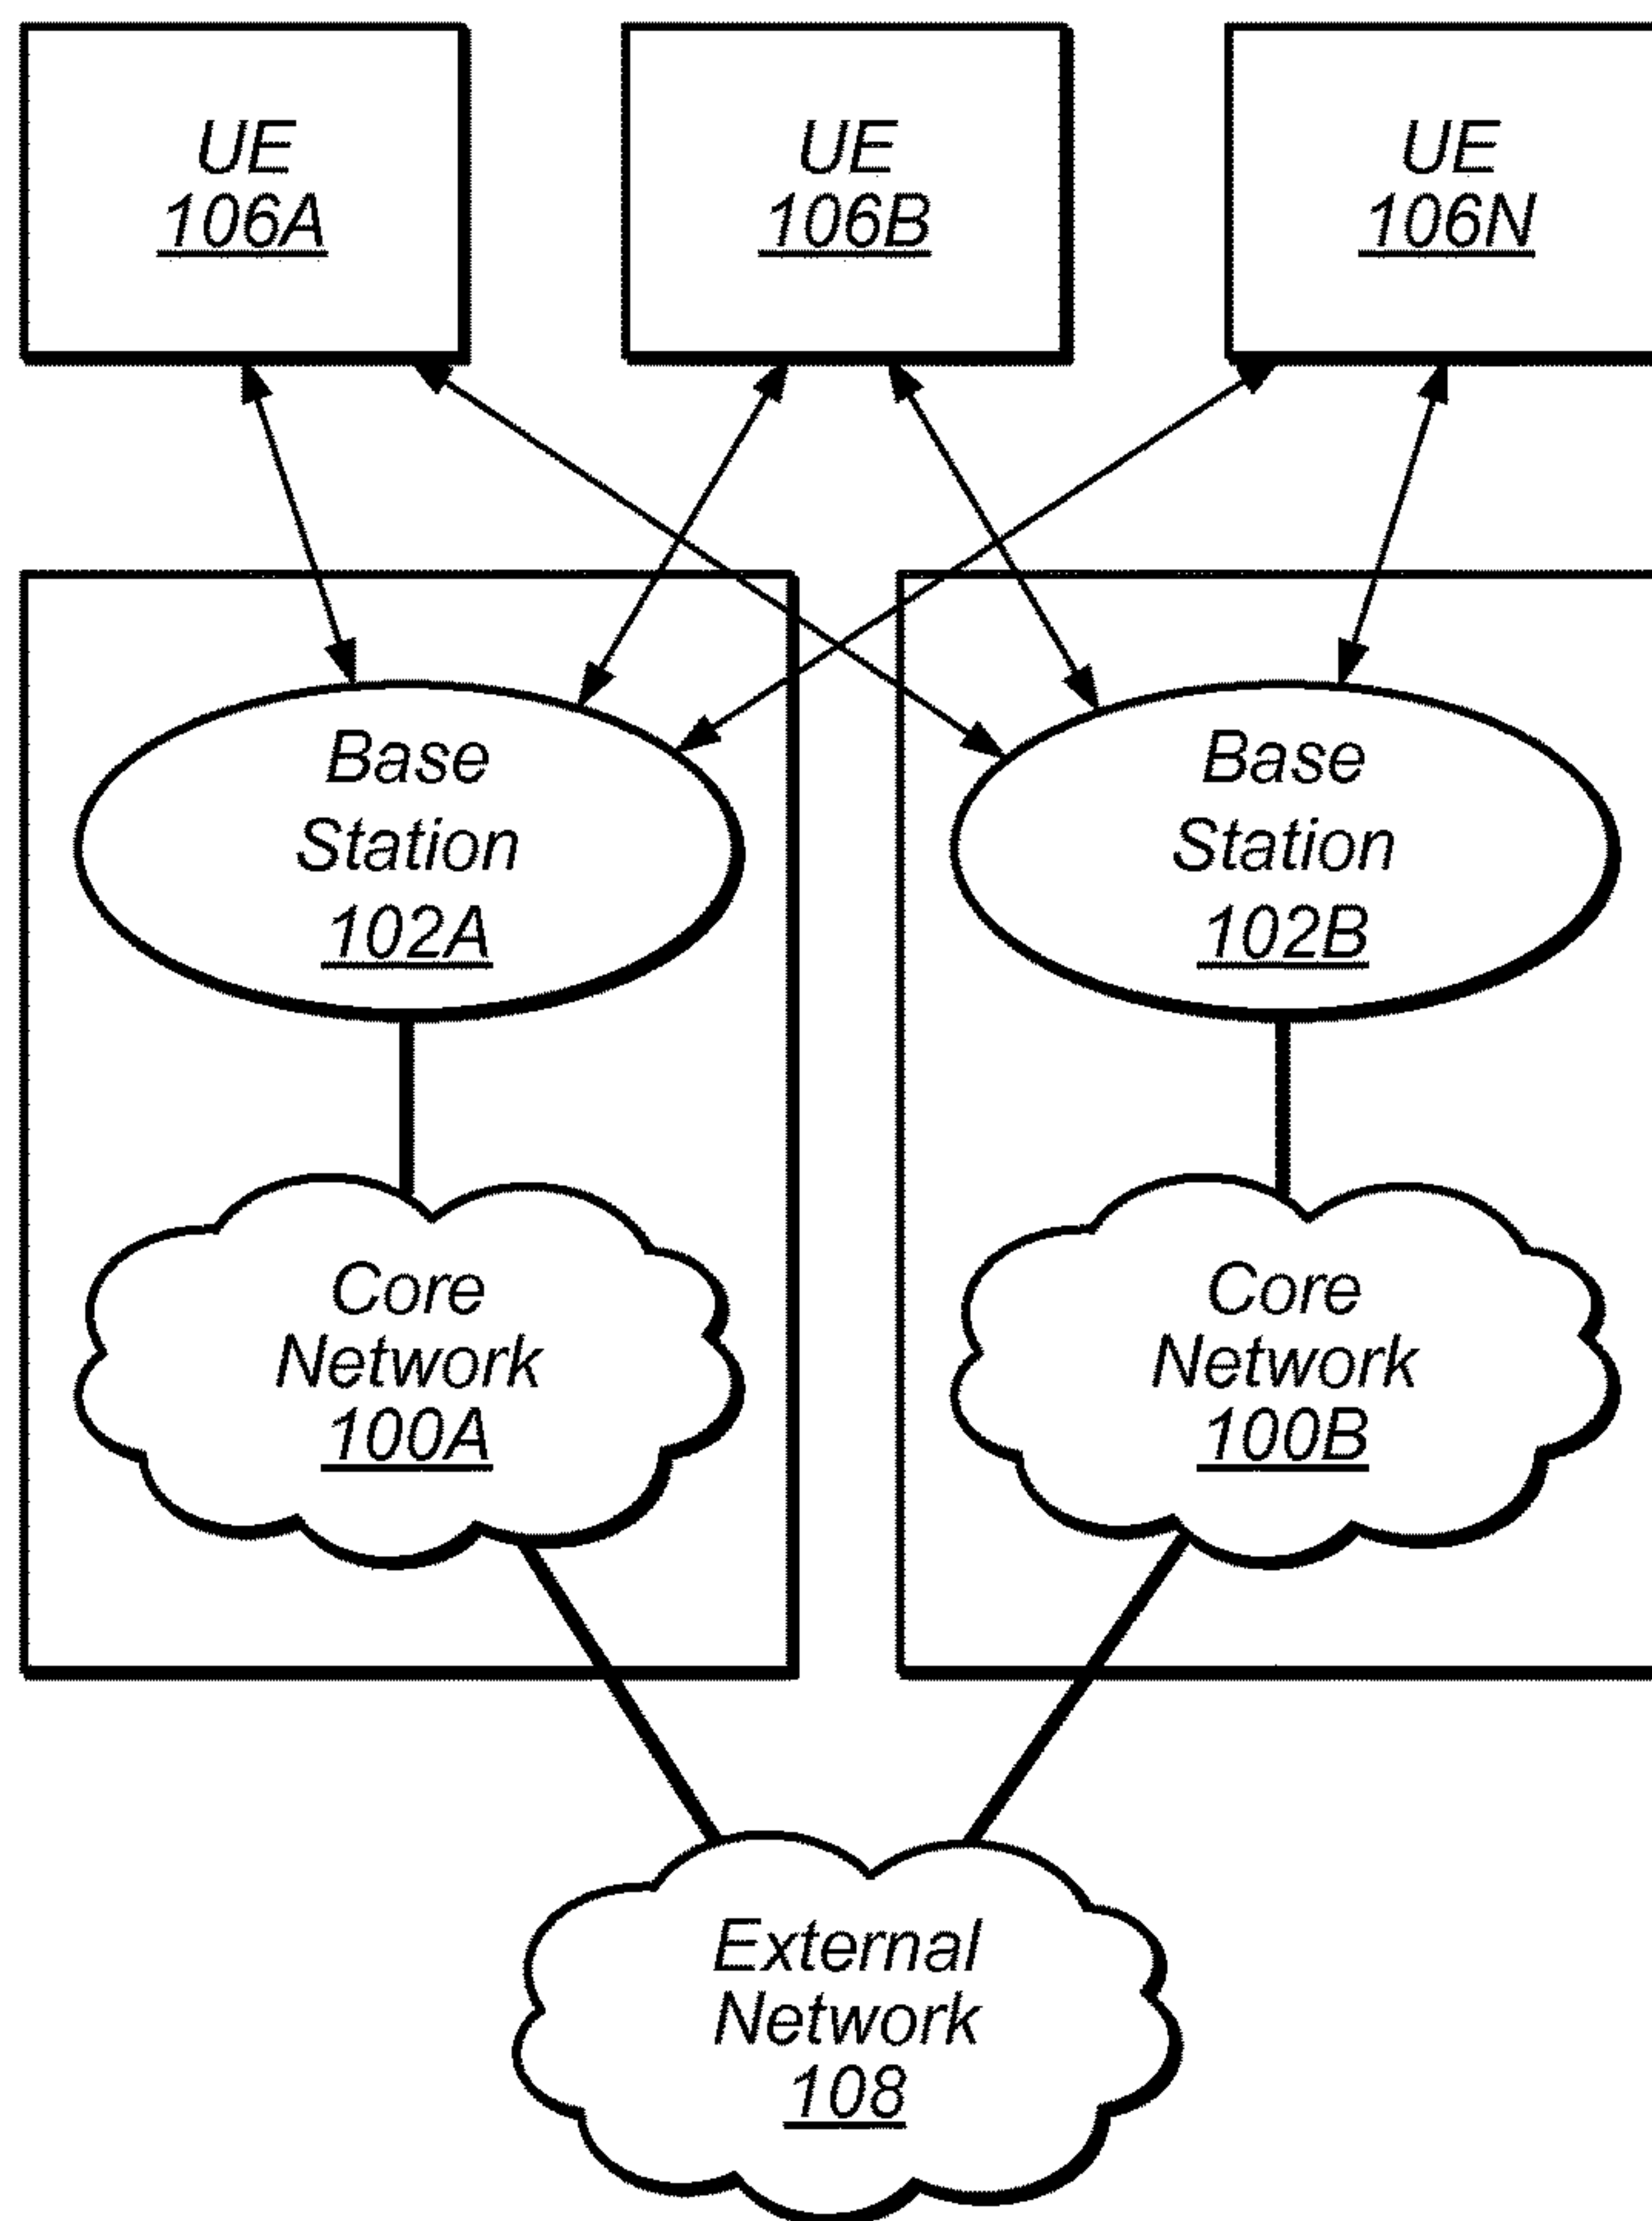 UE
106A
UE
106B
UE
106N
Base
Station
102A
Base
Station
102B
Core
Network
100A
Core
Network
100B
External
Network
108